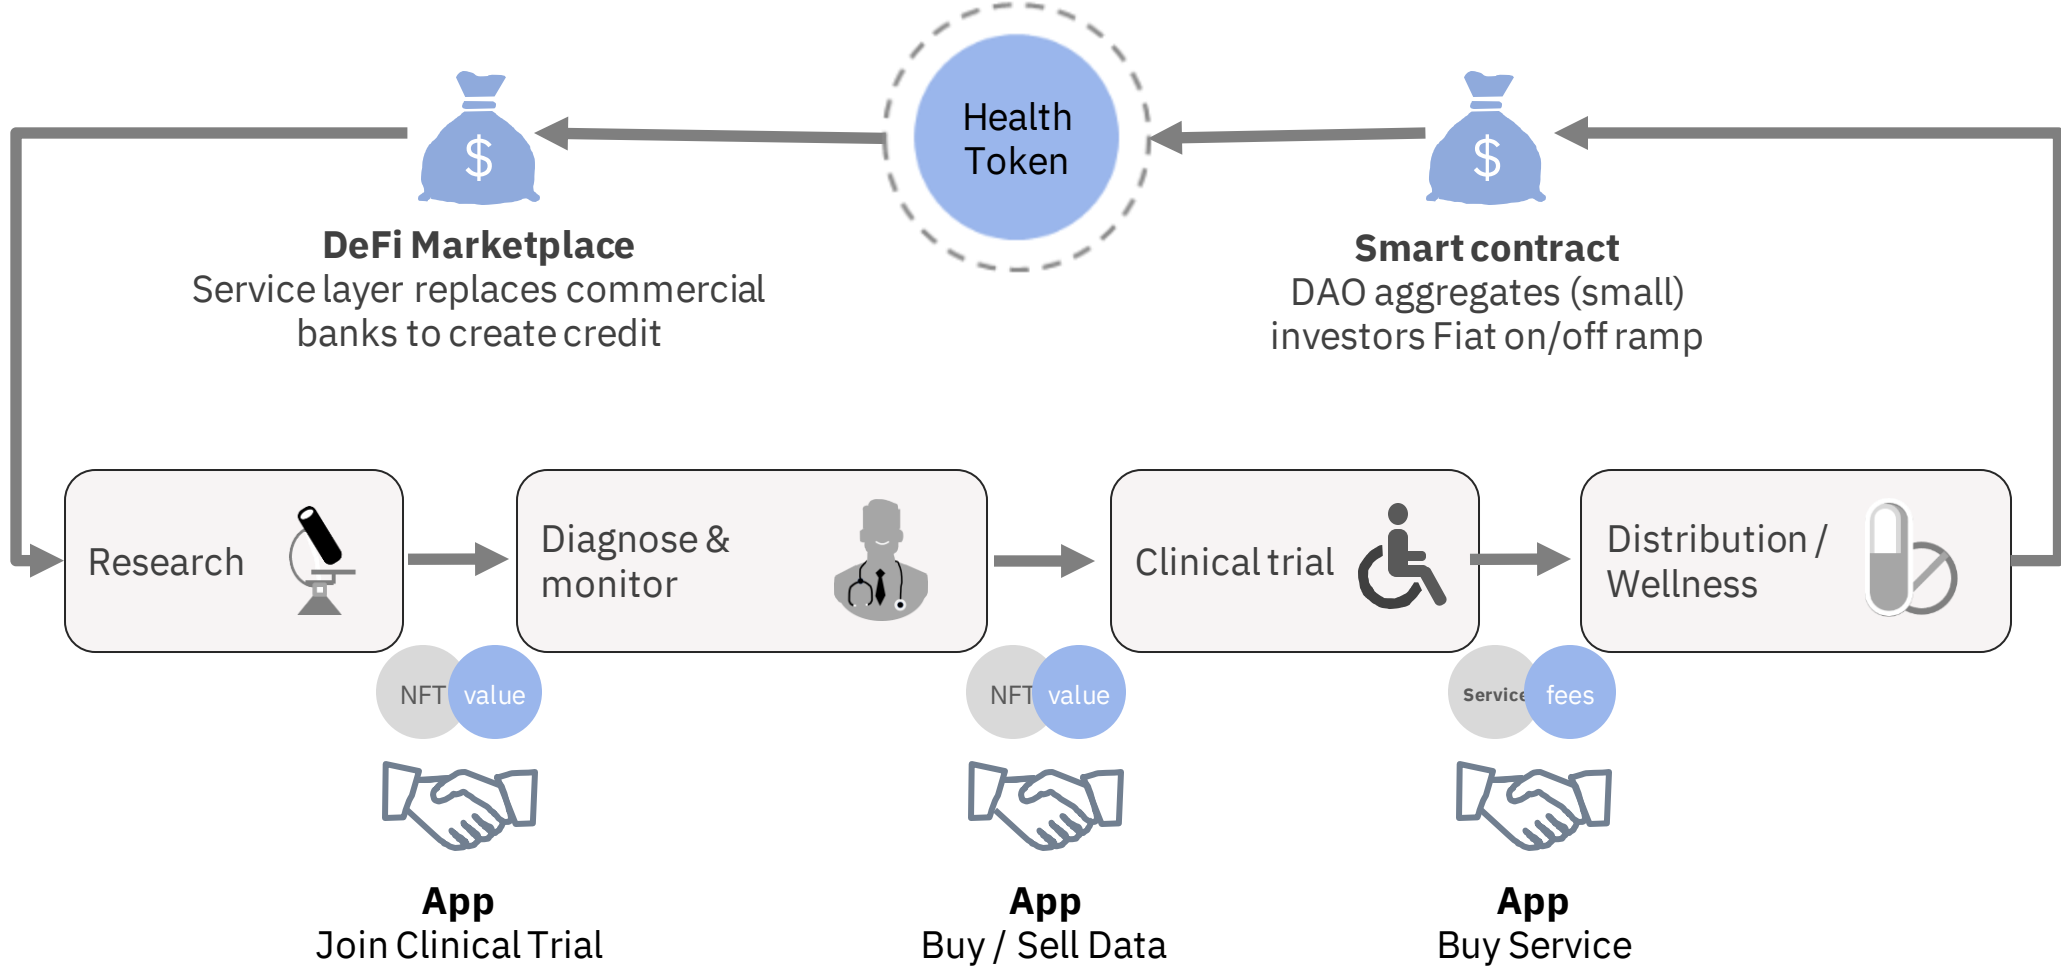 Health
Token
$
$
DeFi Marketplace
Service layer replaces commercial
banks to create credit
Smart contract
DAO aggregates (small)
investors Fiat on/off ramp
Research
Diagnose &
monitor
Clinical trial
Distribution /
Wellness
NFT value
NFT value
Service fees
App
Join Clinical Trial
App
Buy / Sell Data
App
Buy Service